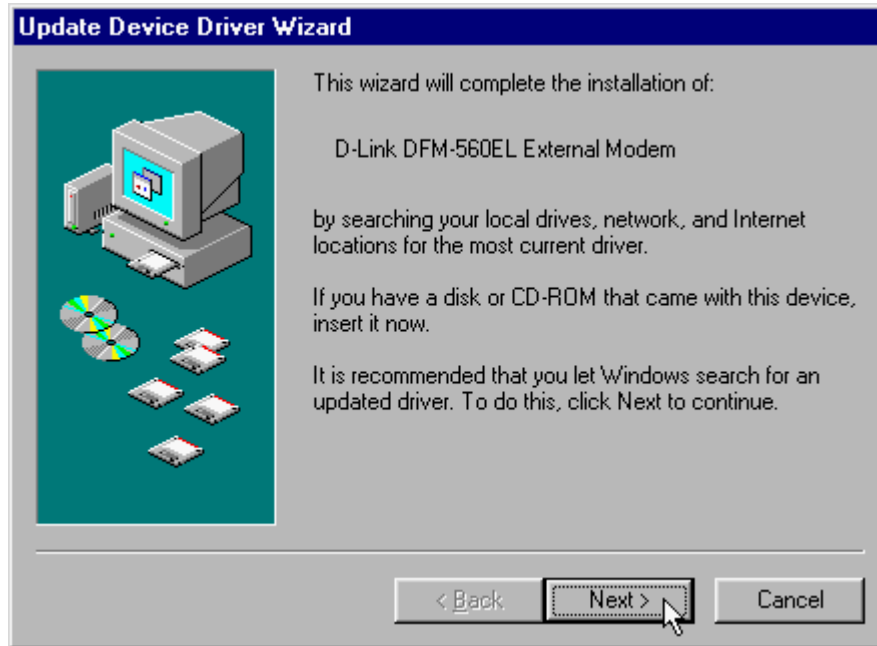 Update Device Driver Wizard
This wizard will complete the installation of:
D-Link DFM-560EL External Modem
by searching your local drives, network, and Internet
locations for the most current driver.
If you have a disk or CD-ROM that came with this device,
insert it now.
It is recommended that you let Windows search for an
updated driver. To do this, click Next to continue.
< Back
Next >
Cancel